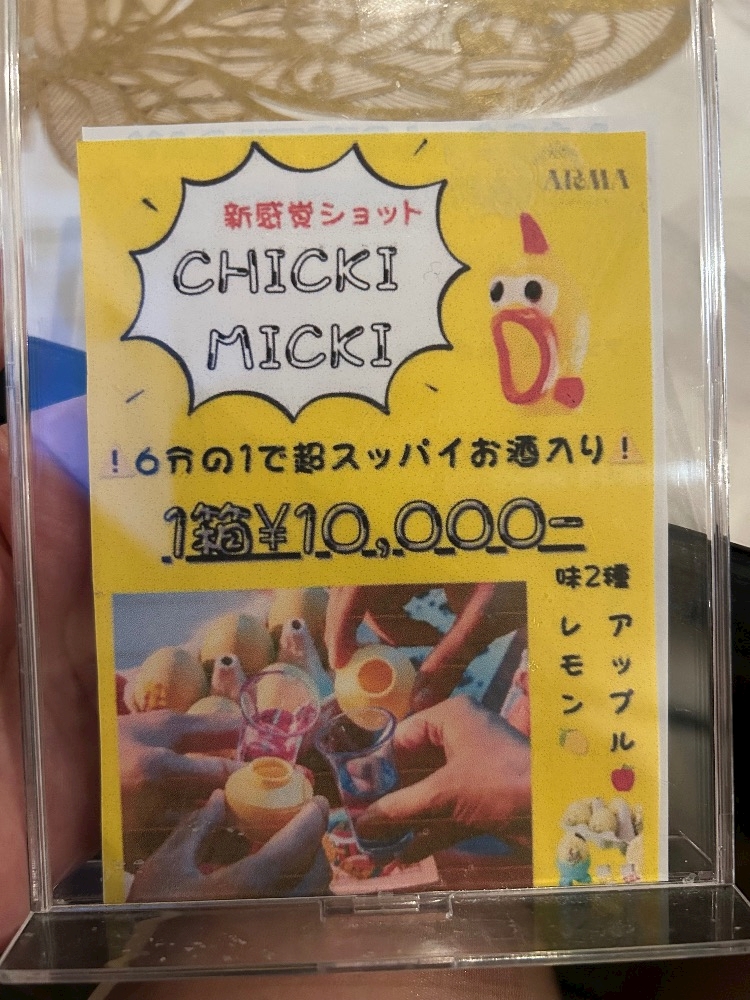 ARMA
新感覚ショット
CHICKI
MICKI
❗6分の1で超スッパイお酒入り❗
1箱¥10,000-
味2種
アップル🍎
レモン🍋